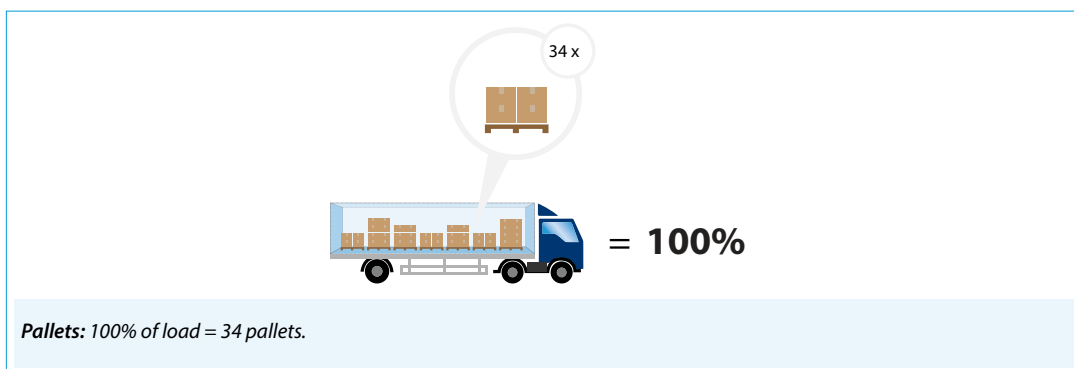 34 x
= 100%
Pallets: 100% of load = 34 pallets.